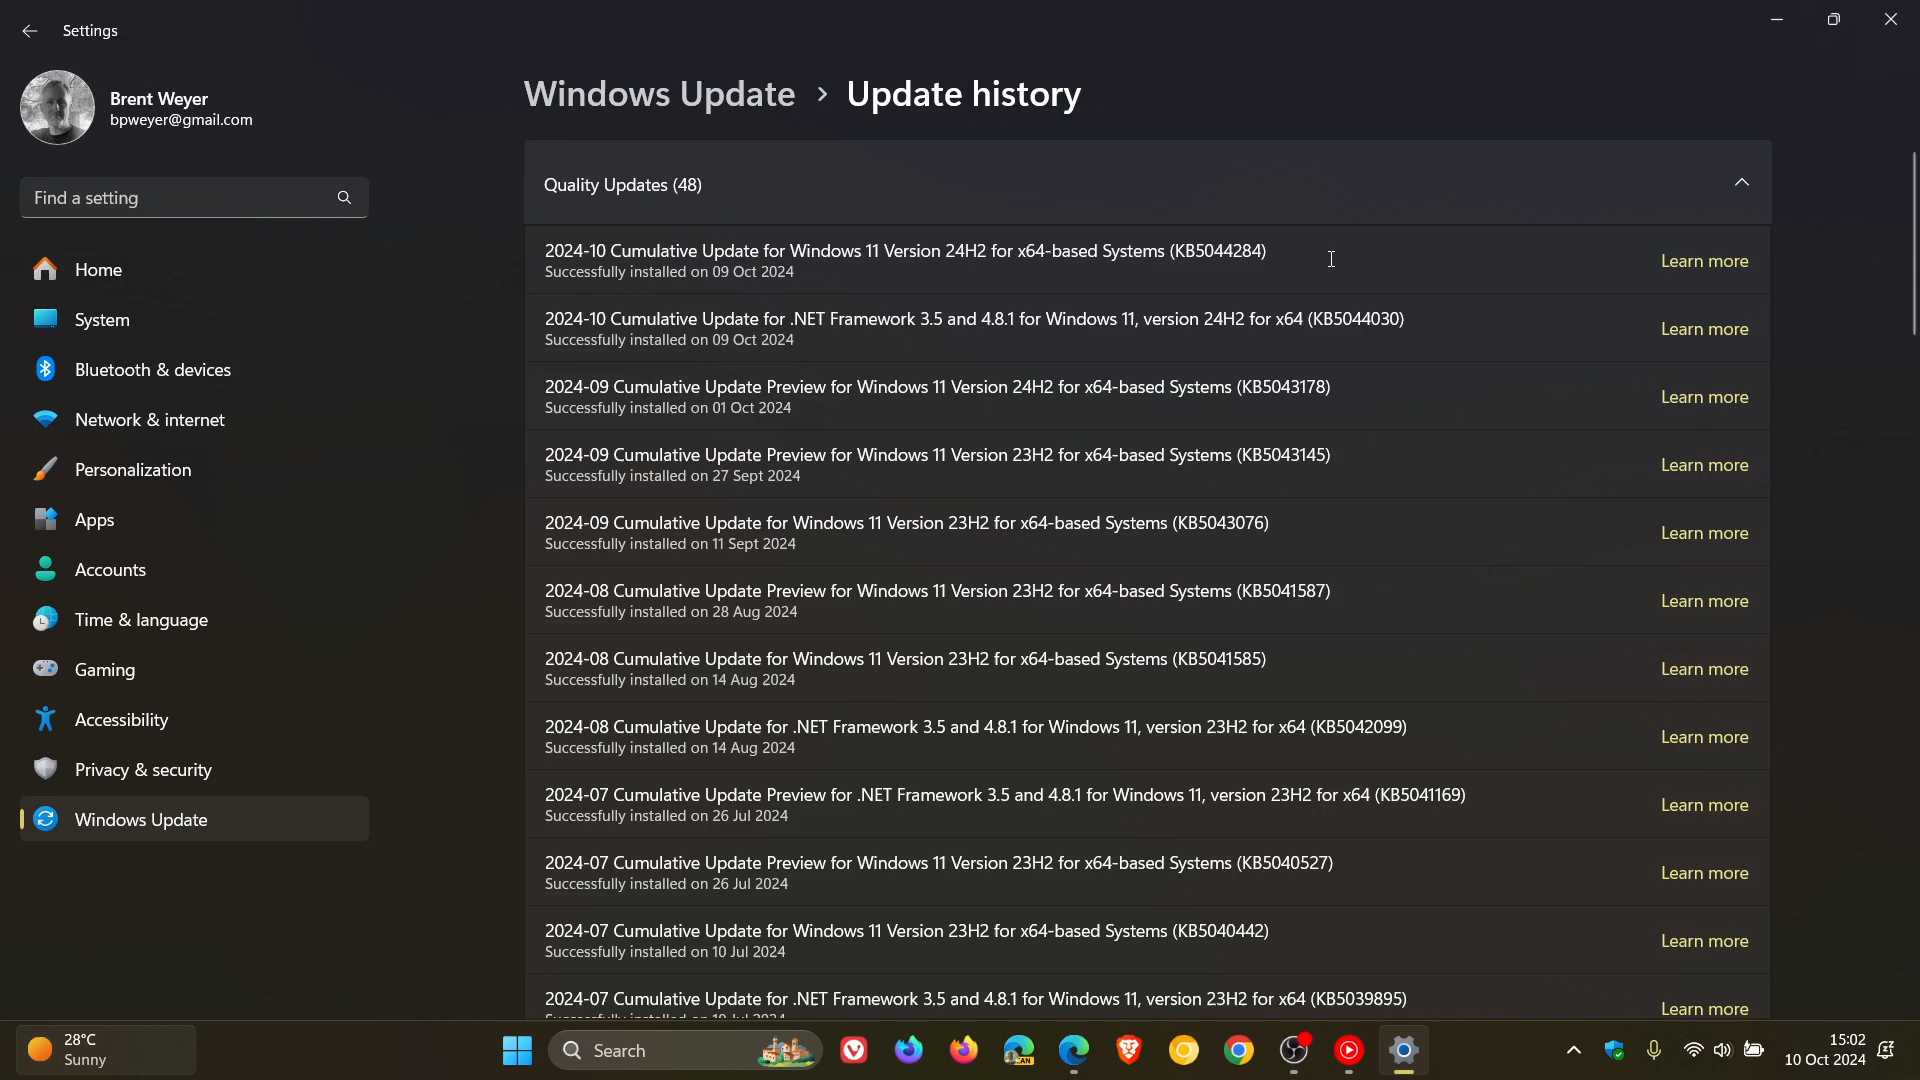 Settings
Brent Weyer
bpweyer@gmail.com
Find a setting
Home
System
Bluetooth & devices
Network & internet
Personalization
Apps
Accounts
Time & language
Gaming
Accessibility
Privacy & security
Windows Update
Windows Update > Update history
Quality Updates (48)
2024-10 Cumulative Update for Windows 11 Version 24H2 for x64-based Systems (KB5044284)
Successfully installed on 09 Oct 2024
Learn more
2024-10 Cumulative Update for .NET Framework 3.5 and 4.8.1 for Windows 11, version 24H2 for x64 (KB5044030)
Successfully installed on 09 Oct 2024
Learn more
2024-09 Cumulative Update Preview for Windows 11 Version 24H2 for x64-based Systems (KB5043178)
Successfully installed on 01 Oct 2024
Learn more
2024-09 Cumulative Update Preview for Windows 11 Version 23H2 for x64-based Systems (KB5043145)
Successfully installed on 27 Sept 2024
Learn more
2024-09 Cumulative Update for Windows 11 Version 23H2 for x64-based Systems (KB5043076)
Successfully installed on 11 Sept 2024
Learn more
2024-08 Cumulative Update Preview for Windows 11 Version 23H2 for x64-based Systems (KB5041587)
Successfully installed on 28 Aug 2024
Learn more
2024-08 Cumulative Update for Windows 11 Version 23H2 for x64-based Systems (KB5041585)
Successfully installed on 14 Aug 2024
Learn more
2024-08 Cumulative Update for .NET Framework 3.5 and 4.8.1 for Windows 11, version 23H2 for x64 (KB5042099)
Successfully installed on 14 Aug 2024
Learn more
2024-07 Cumulative Update Preview for .NET Framework 3.5 and 4.8.1 for Windows 11, version 23H2 for x64 (KB5041169)
Successfully installed on 26 Jul 2024
Learn more
2024-07 Cumulative Update Preview for Windows 11 Version 23H2 for x64-based Systems (KB5040527)
Successfully installed on 26 Jul 2024
Learn more
2024-07 Cumulative Update for Windows 11 Version 23H2 for x64-based Systems (KB5040442)
Successfully installed on 10 Jul 2024
Learn more
2024-07 Cumulative Update for .NET Framework 3.5 and 4.8.1 for Windows 11, version 23H2 for x64 (KB5039895)
Successfully installed on 10 Jul 2024
Learn more
28°C
Sunny
Search
15:02
10 Oct 2024